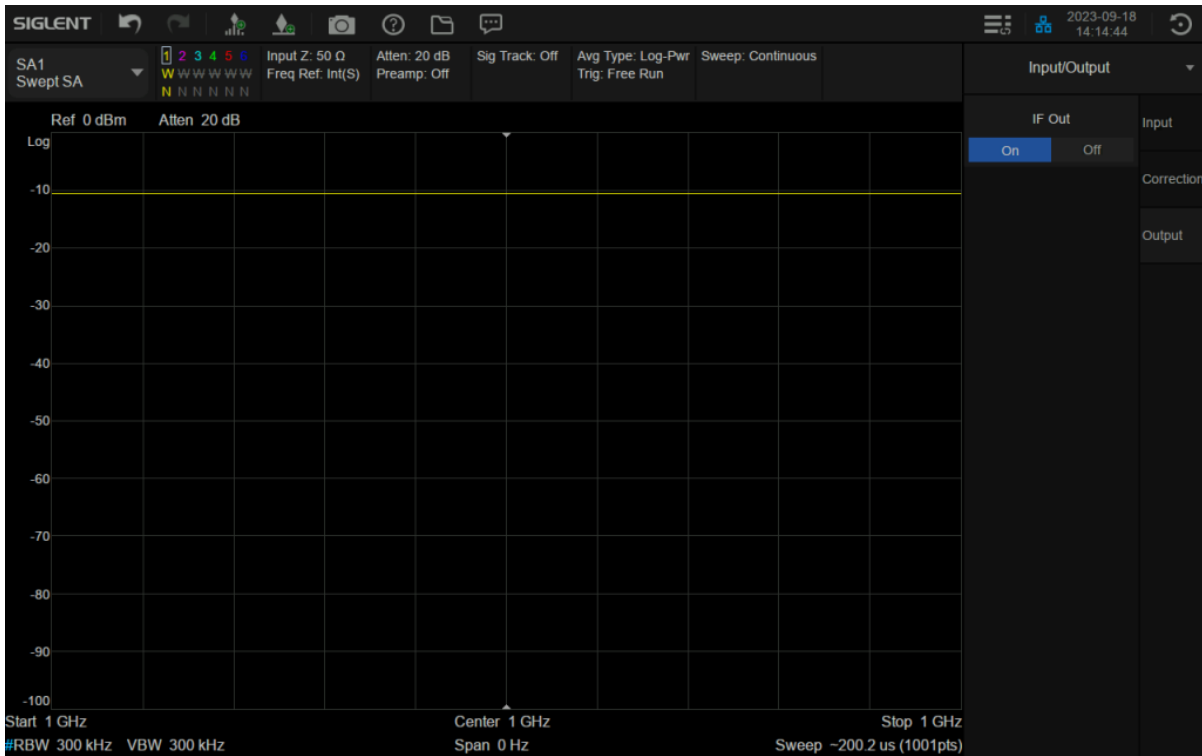 SIGLENT
2023-09-18
14:14:44
SA1
Swept SA
1 2 3 4 5 6
W W W W W W
N N N N N N
Input Z: 50 Ω
Freq Ref: Int(S)
Atten: 20 dB
Preamp: Off
Sig Track: Off
Avg Type: Log-Pwr
Trig: Free Run
Sweep: Continuous
Input/Output
Ref 0 dBm Atten 20 dB
Log
-10
-20
-30
-40
-50
-60
-70
-80
-90
-100
Start 1 GHz Center 1 GHz Stop 1 GHz
#RBW 300 kHz VBW 300 kHz Span 0 Hz Sweep ~200.2 us (1001pts)
IF Out
On Off
Input
Correction
Output